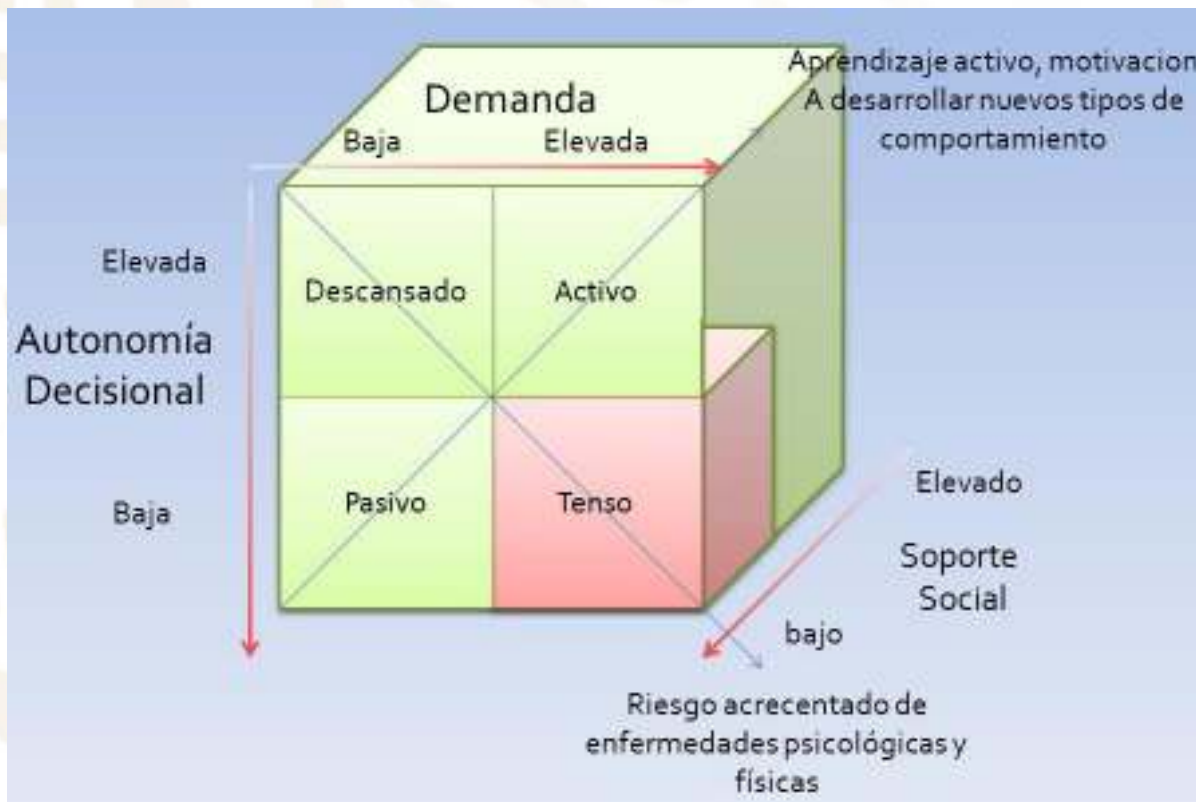 Demanda
Baja Elevada
Aprendizaje activo, motivacion
A desarrollar nuevos tipos de
comportamiento
Elevada
Autonomía
Decisional
Baja
Descansado Activo
Pasivo Tenso
Elevado
Soporte
Social
bajo
Riesgo acrecentado de
enfermedades psicológicas y
físicas